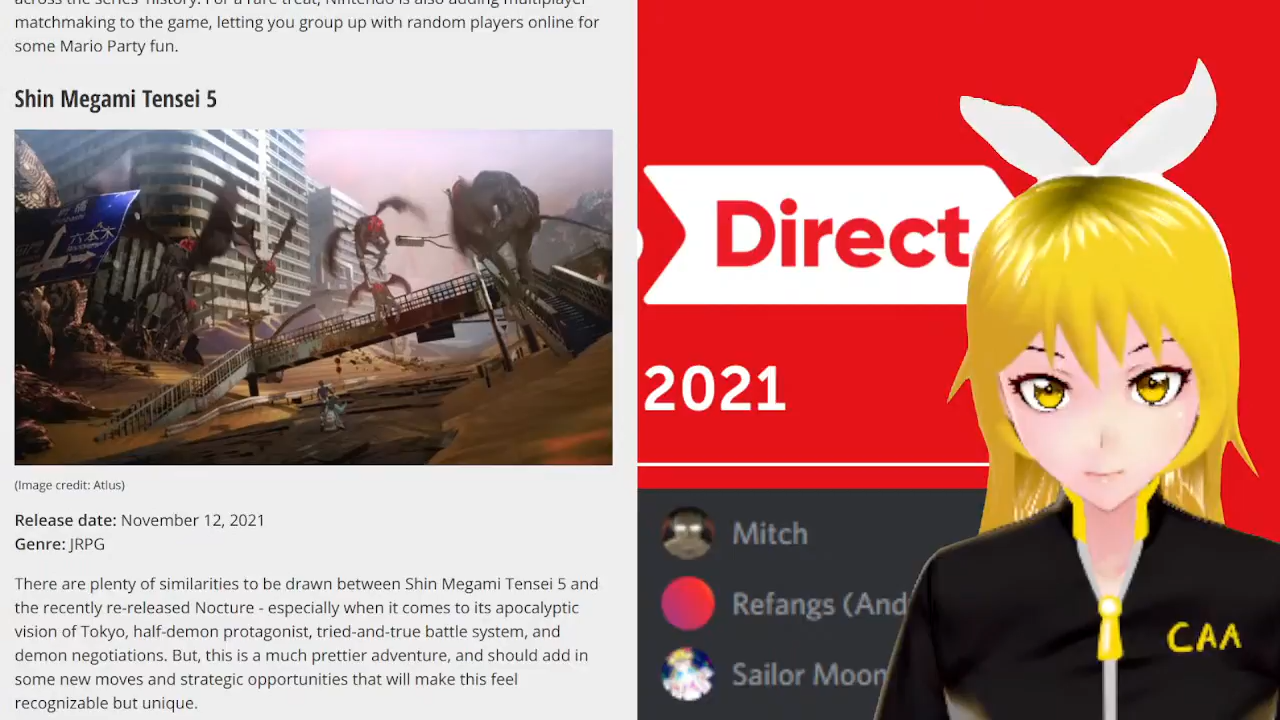 matchmaking to the game, letting you group up with random players online for
some Mario Party fun.
Shin Megami Tensei 5
六本木
(Image credit: Atlus)
Release date: November 12, 2021
Genre: JRPG
There are plenty of similarities to be drawn between Shin Megami Tensei 5 and
the recently re-released Nocture - especially when it comes to its apocalyptic
vision of Tokyo, half-demon protagonist, tried-and-true battle system, and
demon negotiations. But, this is a much prettier adventure, and should add in
some new moves and strategic opportunities that will make this feel
recognizable but unique.
Direct
2021
Mitch
Refangs (And
Sailor Moon
CAA